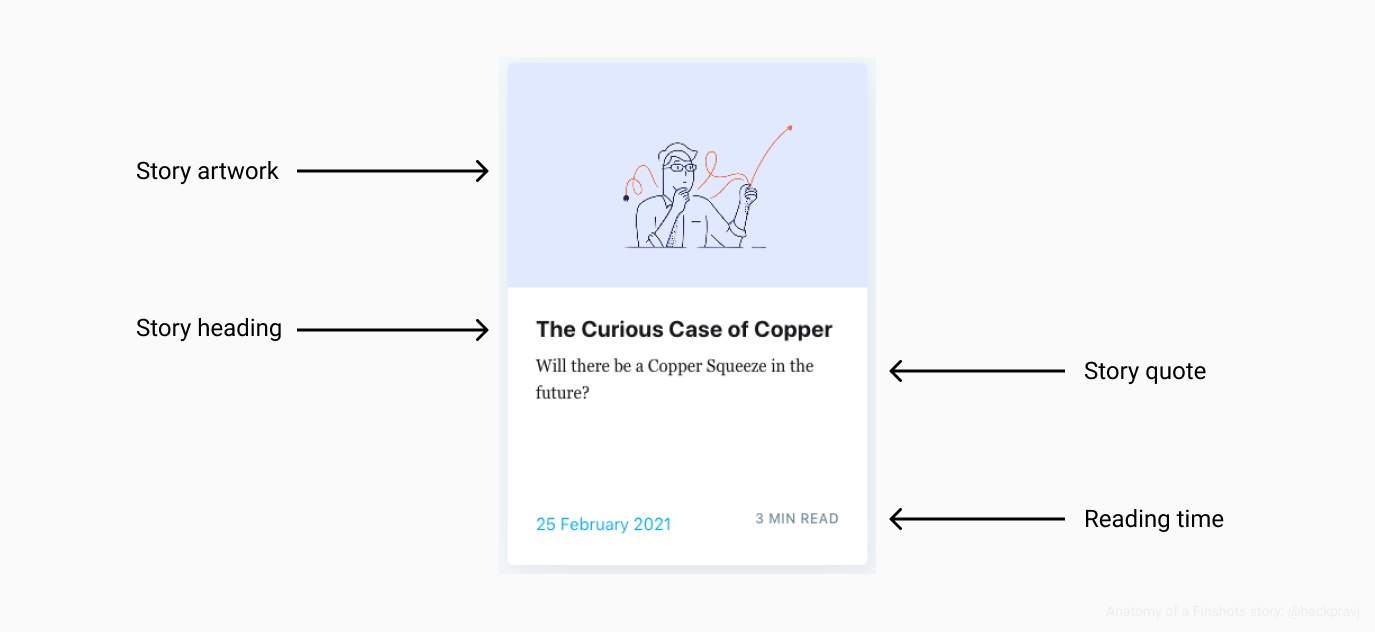 Story artwork
Story heading
The Curious Case of Copper
Will there be a Copper Squeeze in the
future?
Story quote
25 February 2021
3 MIN READ
Reading time
Anatomy of a Finshots story: @hackpravj